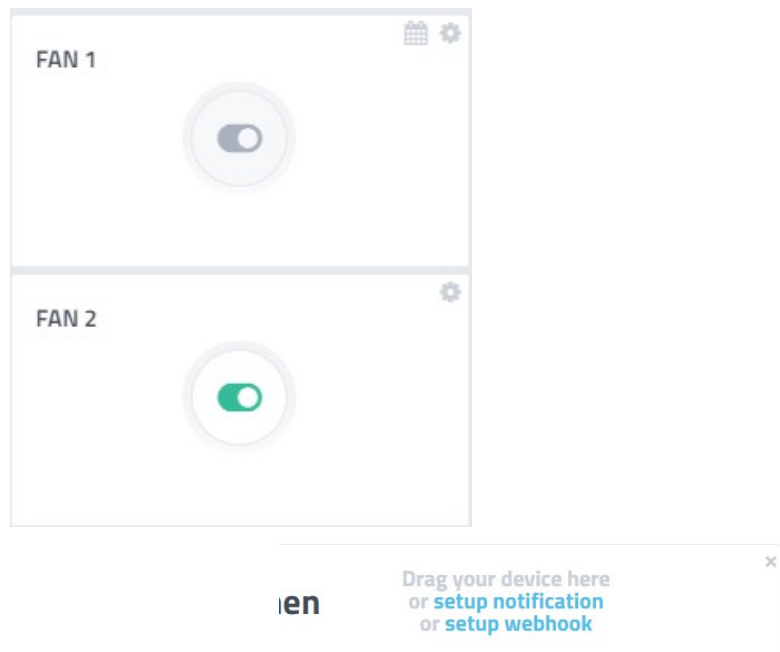 FAN 1
FAN 2
Drag your device here
or setup notification
or setup webhook